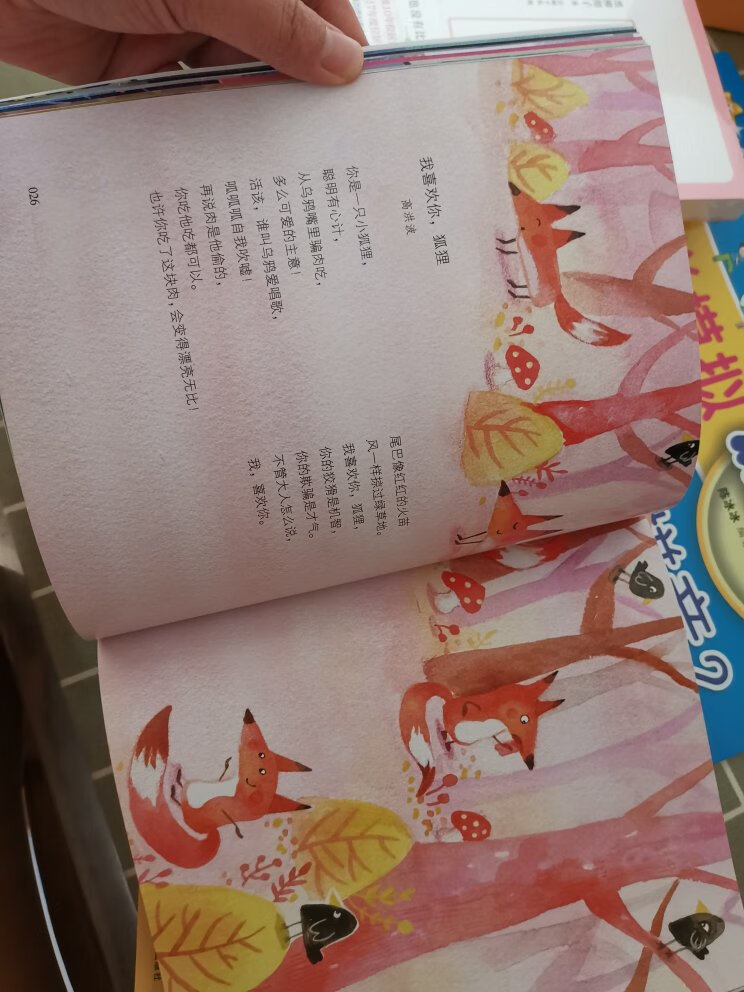 我喜欢你，狐狸
高洪波
你是一只小狐狸，
聪明有心计，
从乌鸦嘴里骗肉吃，
多么可爱的主意！
活该，谁叫乌鸦爱唱歌，
呱呱呱自我吹嘘！
再说肉是他偷的，
你吃他吃都可以。
也许你吃了这块肉，会变得漂亮无比！
尾巴像红红的火苗
风一样掠过绿草地。
我喜欢你，狐狸，
你的狡猾是机智，
你的欺骗是才气。
不管大人怎么说，
我，喜欢你。
026
陈冰冰